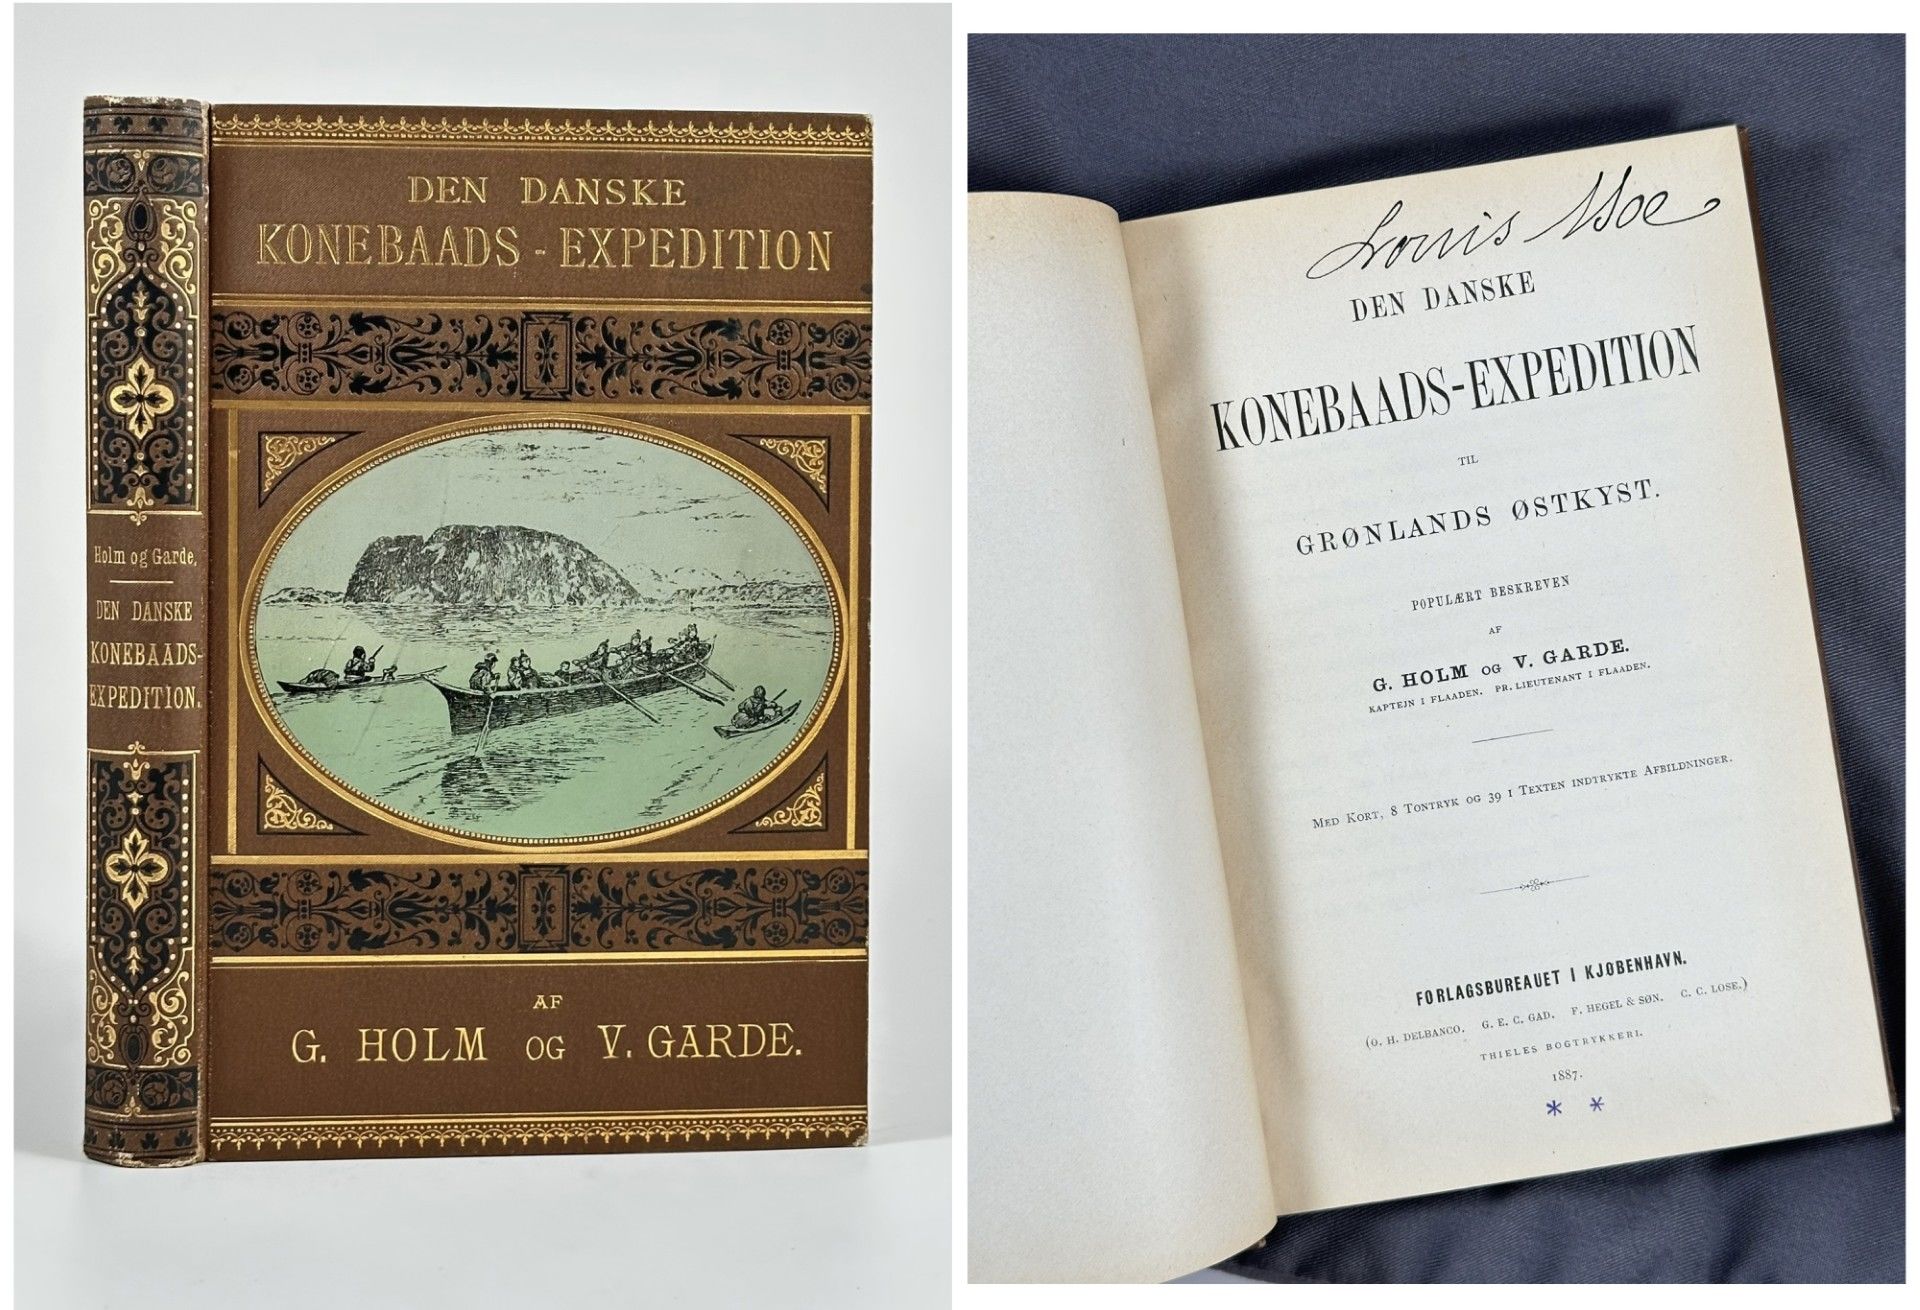 DEN DANSKE
KONEBAADS-EXPEDITION
AF
G. HOLM OG V. GARDE.
Holm og Garde.
DEN DANSKE
KONEBAADS-
EXPEDITION.
Louis Moe
DEN DANSKE
KONEBAADS-EXPEDITION
TIL
GRØNLANDS ØSTKYST.
POPULÆRT BESKREVEN
AF
G. HOLM OG V. GARDE.
KAPTEJN I FLAADEN. PR. LIEUTENANT I FLAADEN.
MED KORT, 8 TONTRYK OG 39 I TEXTEN INDTRYKTE AFBILDNINGER.
FORLAGSBUREAUET I KJØBENHAVN.
(O. H. DELBANCO. G. E. C. GAD. F. HEGEL & SØN. C. C. LOSE.)
THIELES BOGTRYKKERI.
1887.
* *